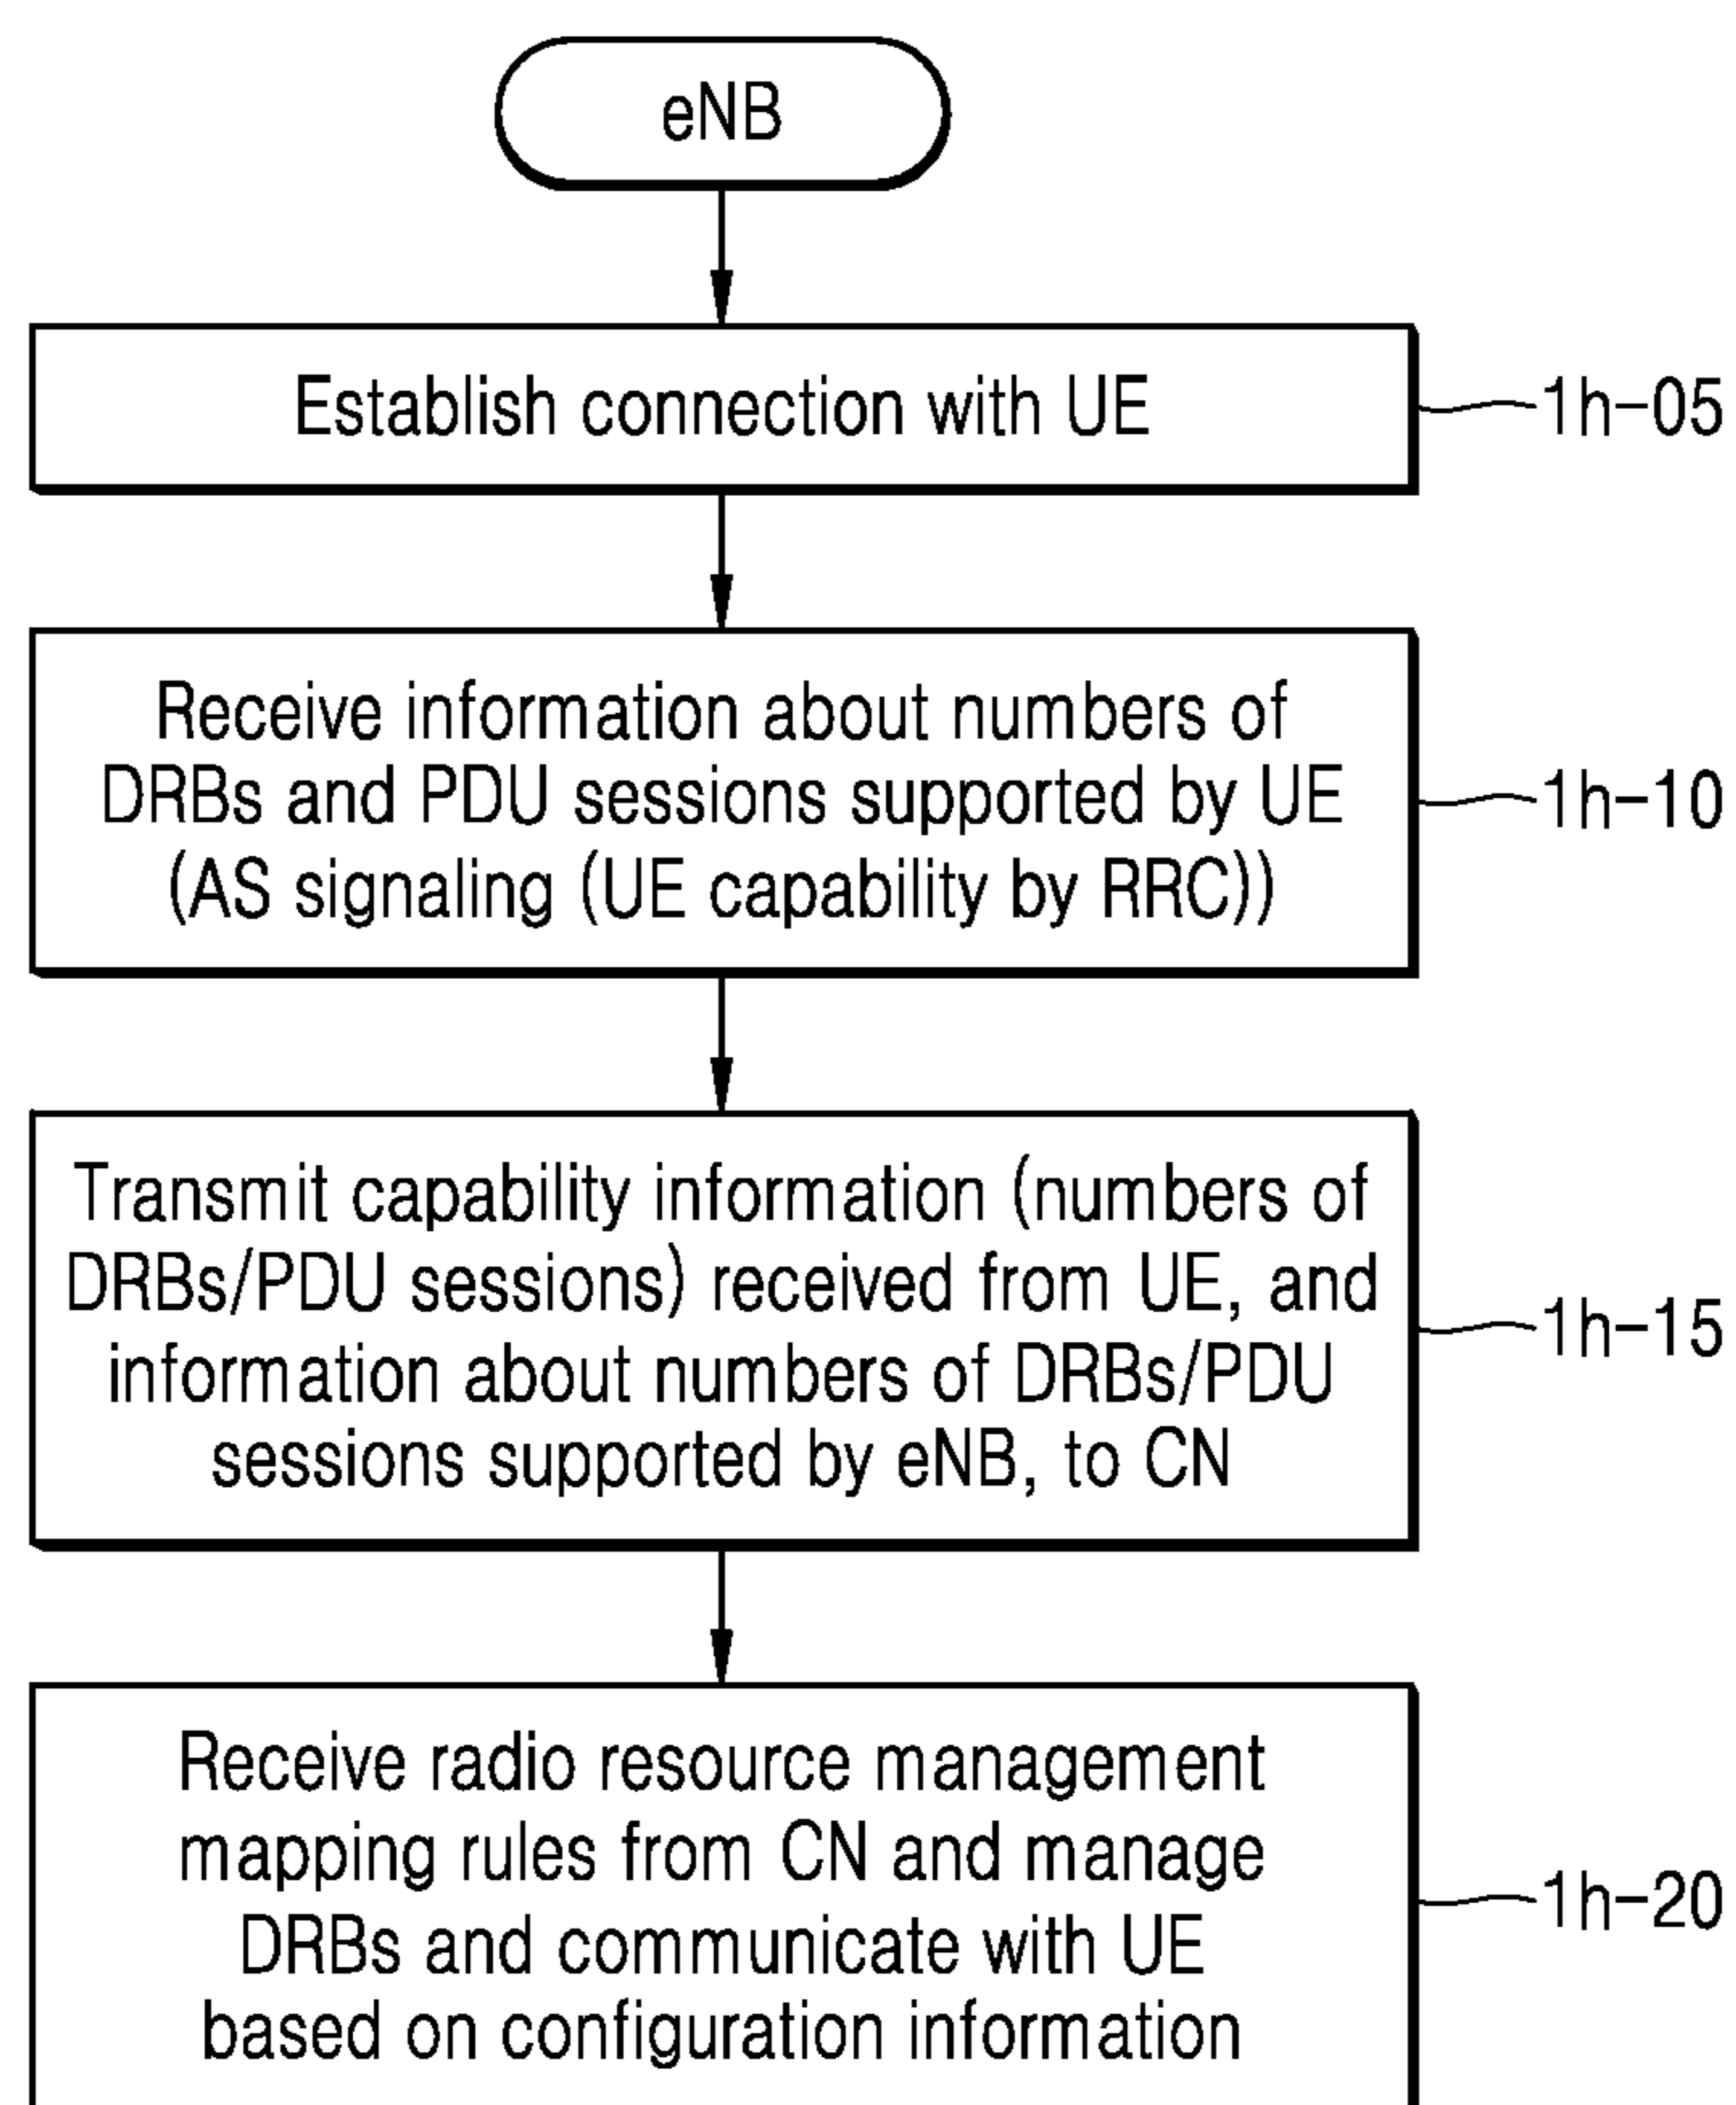 eNB
Establish connection with UE
1h-05
Receive information about numbers of
DRBs and PDU sessions supported by UE
(AS signaling (UE capability by RRC))
1h-10
Transmit capability information (numbers of
DRBs/PDU sessions) received from UE, and
information about numbers of DRBs/PDU
sessions supported by eNB, to CN
1h-15
Receive radio resource management
mapping rules from CN and manage
DRBs and communicate with UE
based on configuration information
1h-20